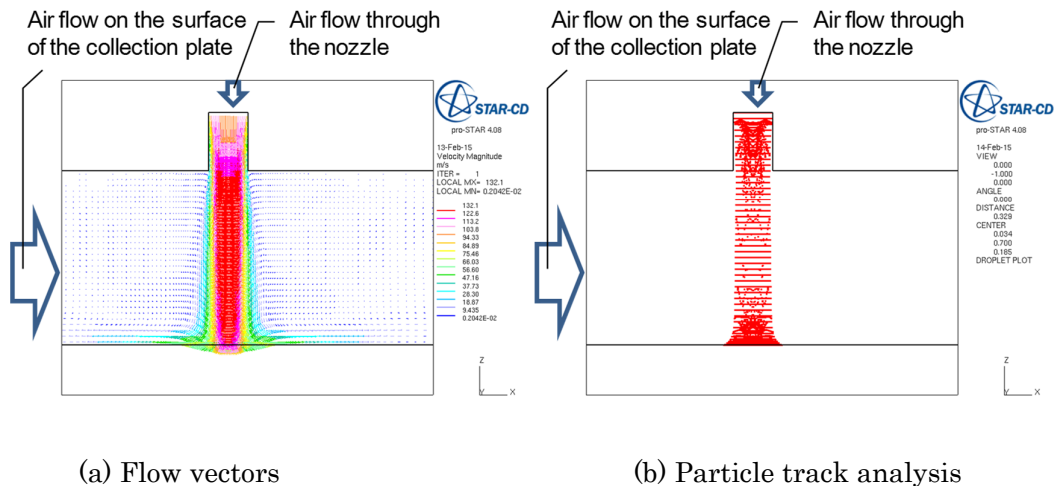 Air flow on the surface
of the collection plate
Air flow through
the nozzle
STAR-CD
pro-STAR 4.08
13-Feb-15
Velocity Magnitude
m/s
ITER = 1
LOCAL MX= 132.1
LOCAL MN= 0.2042E-02
132.1
122.6
113.2
103.8
94.33
84.89
75.46
66.03
56.60
47.16
37.73
28.30
18.87
9.435
0.2042E-02
Z
Y X
(a) Flow vectors
Air flow on the surface
of the collection plate
Air flow through
the nozzle
STAR-CD
pro-STAR 4.08
14-Feb-15
VIEW
0.000
-1.000
0.000
ANGLE
0.000
DISTANCE
0.329
CENTER
0.034
0.700
0.185
DROPLET PLOT
Z
Y X
(b) Particle track analysis